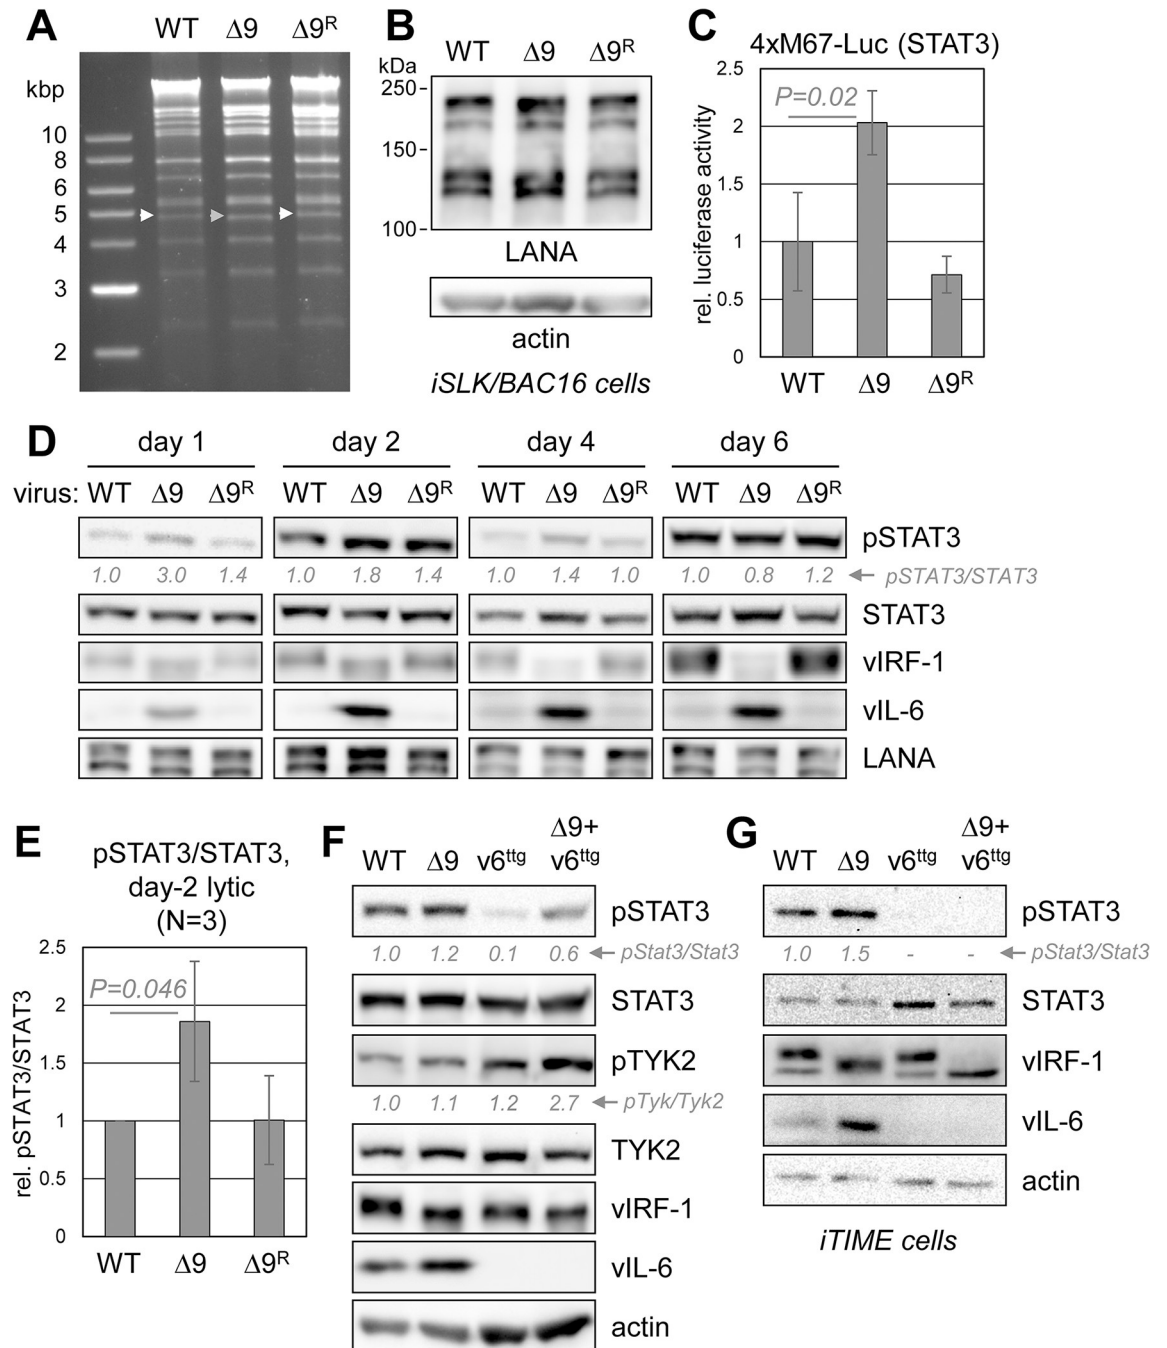 A
WT Δ9 Δ9ᴿ
kbp
10
8
6
5
4
3
2
B
WT Δ9 Δ9ᴿ
kDa
250
150
100
LANA
actin
iSLK/BAC16 cells
C
4xM67-Luc (STAT3)
rel. luciferase activity
2.5
P=0.02
2
1.5
1
0.5
0
WT Δ9 Δ9ᴿ
D
day 1 day 2 day 4 day 6
virus: WT Δ9 Δ9ᴿ WT Δ9 Δ9ᴿ WT Δ9 Δ9ᴿ WT Δ9 Δ9ᴿ
pSTAT3
1.0 3.0 1.4 1.0 1.8 1.4 1.0 1.4 1.0 1.0 0.8 1.2 ← pSTAT3/STAT3
STAT3
vIRF-1
vIL-6
LANA
E
pSTAT3/STAT3,
day-2 lytic
(N=3)
rel. pSTAT3/STAT3
2.5
P=0.046
2
1.5
1
0.5
0
WT Δ9 Δ9ᴿ
F
WT Δ9 v6ᵗᵗᵍ Δ9+
v6ᵗᵗᵍ
pSTAT3
1.0 1.2 0.1 0.6 ← pStat3/Stat3
STAT3
pTYK2
1.0 1.1 1.2 2.7 ← pTyk/Tyk2
TYK2
vIRF-1
vIL-6
actin
G
WT Δ9 v6ᵗᵗᵍ Δ9+
v6ᵗᵗᵍ
pSTAT3
1.0 1.5 - - ← pStat3/Stat3
STAT3
vIRF-1
vIL-6
actin
iTIME cells